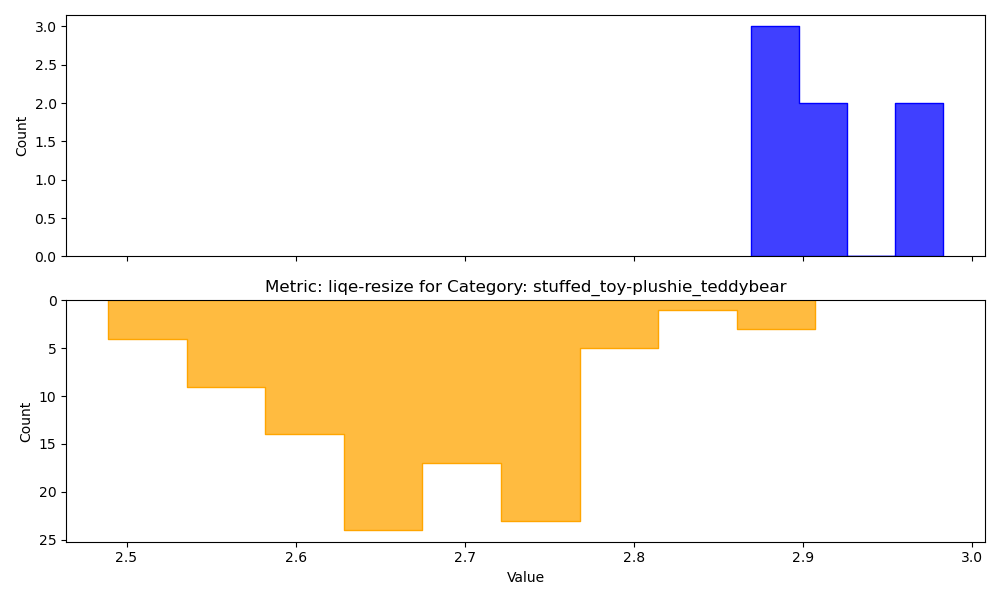 3.0
2.5
2.0
1.5
1.0
0.5
0.0
Count
Metric: liqe-resize for Category: stuffed_toy-plushie_teddybear
0
5
10
15
20
25
Count
2.5 2.6 2.7 2.8 2.9 3.0
Value